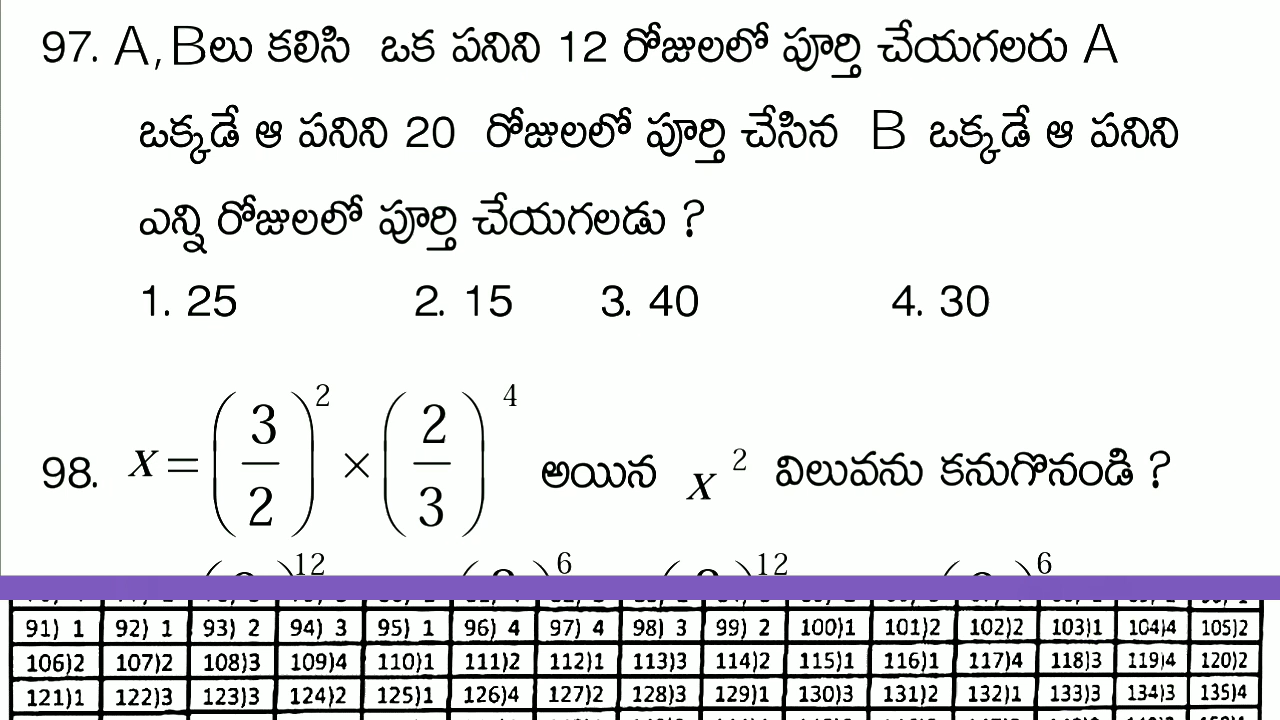 97. A,Bలు కలిసి ఒక పనిని 12 రోజులలో పూర్తి చేయగలరు A
ఒక్కడే ఆ పనిని 20 రోజులలో పూర్తి చేసిన B ఒక్కడే ఆ పనిని
ఎన్ని రోజులలో పూర్తి చేయగలడు ?
1. 25 2. 15 3. 40 4. 30
98. x = (3/2)^2 × (2/3)^4 అయిన x^2 విలువను కనుగొనండి ?
12 6 12 6
91) 1 92) 1 93) 2 94) 3 95) 1 96) 4 97) 4 98) 3 99) 2 100)1 101)2 102)2 103)1 104)4 105)2
106)2 107)2 108)3 109)4 110)1 111)2 112)1 113)3 114)2 115)1 116)1 117)4 118)3 119)4 120)2
121)1 122)3 123)3 124)2 125)1 126)4 127)2 128)3 129)1 130)3 131)2 132)1 133)3 134)3 135)4